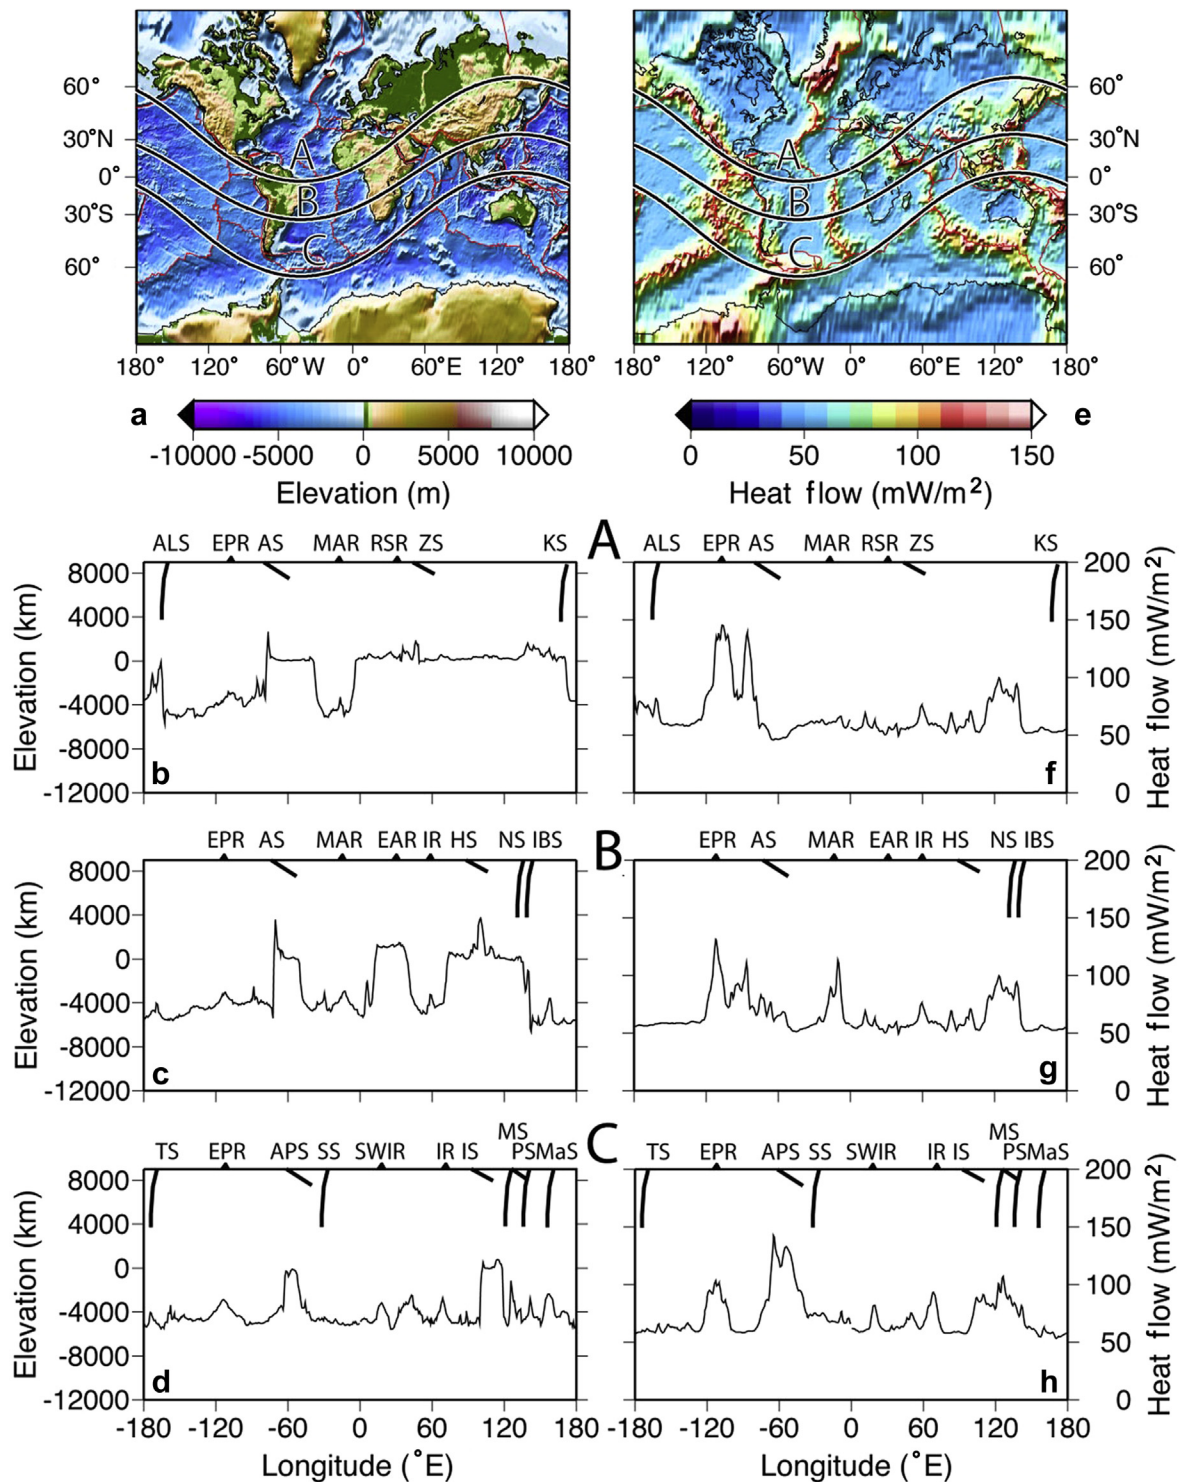 60°
30°N
0°
30°S
60°
A
B
C
180° 120° 60°W 0° 60°E 120° 180°
a
-10000 -5000 0 5000 10000
Elevation (m)
60°
30°N
0°
30°S
60°
A
B
C
180° 120° 60°W 0° 60°E 120° 180°
e
0 50 100 150
Heat flow (mW/m²)
A
ALS EPR AS MAR RSR ZS KS
8000
4000
0
-4000
-8000
-12000
Elevation (km)
b
ALS EPR AS MAR RSR ZS KS
200
150
100
50
0
Heat flow (mW/m²)
f
B
EPR AS MAR EAR IR HS NS IBS
8000
4000
0
-4000
-8000
-12000
Elevation (km)
c
EPR AS MAR EAR IR HS NS IBS
200
150
100
50
0
Heat flow (mW/m²)
g
C
MS
TS EPR APS SS SWIR IR IS PSMaS
8000
4000
0
-4000
-8000
-12000
Elevation (km)
d
-180 -120 -60 0 60 120 180
Longitude (°E)
MS
TS EPR APS SS SWIR IR IS PSMaS
200
150
100
50
0
Heat flow (mW/m²)
h
-180 -120 -60 0 60 120 180
Longitude (°E)